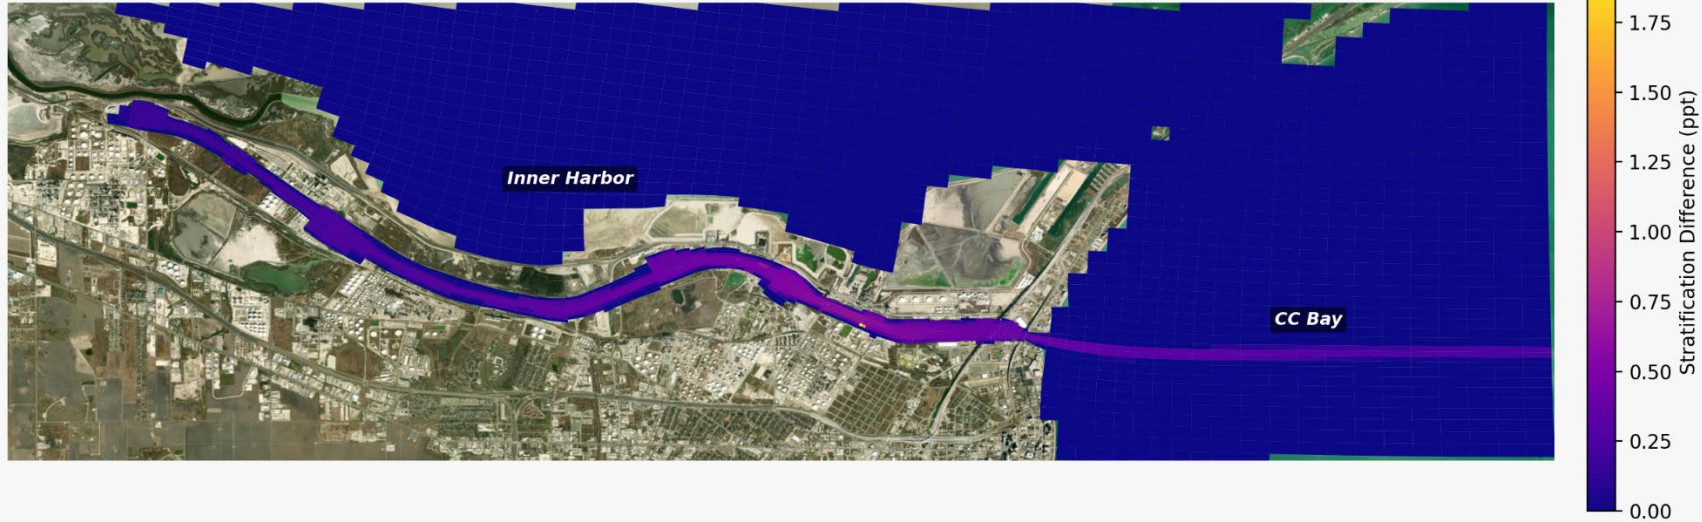 Inner Harbor
CC Bay
1.75
1.50
1.25
1.00
0.75
0.50
0.25
0.00
Stratification Difference (ppt)